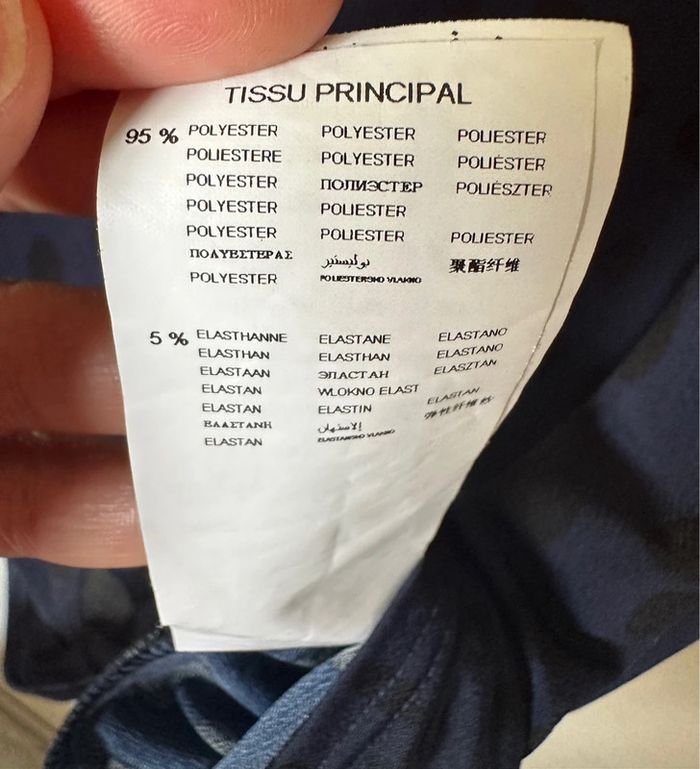 TISSU PRINCIPAL
95 % POLYESTER POLYESTER POLIESTER
POLIESTERE POLYESTER POLIÉSTER
POLYESTER ПОЛИЭСТЕР POLIÉSZTER
POLYESTER POLIESTER
POLYESTER POLIESTER POLIESTER
ΠΟΛΥΕΣΤΕΡΑΣ بوليستير 聚酯纤维
POLYESTER POLIESTERSKO VLAKNO
5 % ELASTHANNE ELASTANE ELASTANO
ELASTHAN ELASTHAN ELASTANO
ELASTAAN ЭЛАСТАН ELASZTAN
ELASTAN WLOKNO ELAST
ELASTAN ELASTIN ELASTAN
ΕΛΑΣΤΑΝΗ
ELASTAN ELASTANSKO VLAKNO